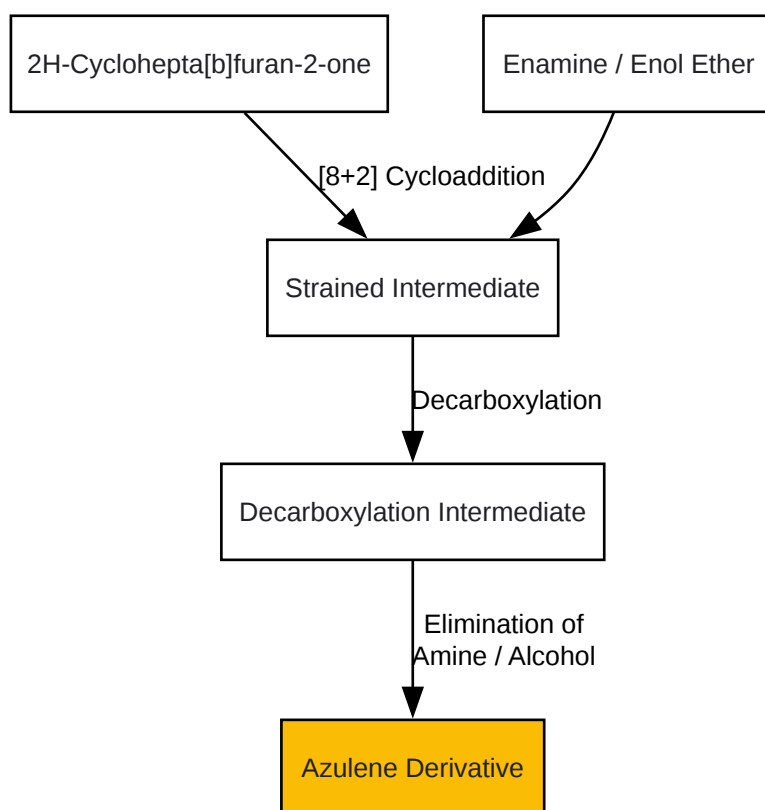 2H-Cyclohepta[b]furan-2-one
Enamine / Enol Ether
[8+2] Cycloaddition
Strained Intermediate
Decarboxylation
Decarboxylation Intermediate
Elimination of
Amine / Alcohol
Azulene Derivative